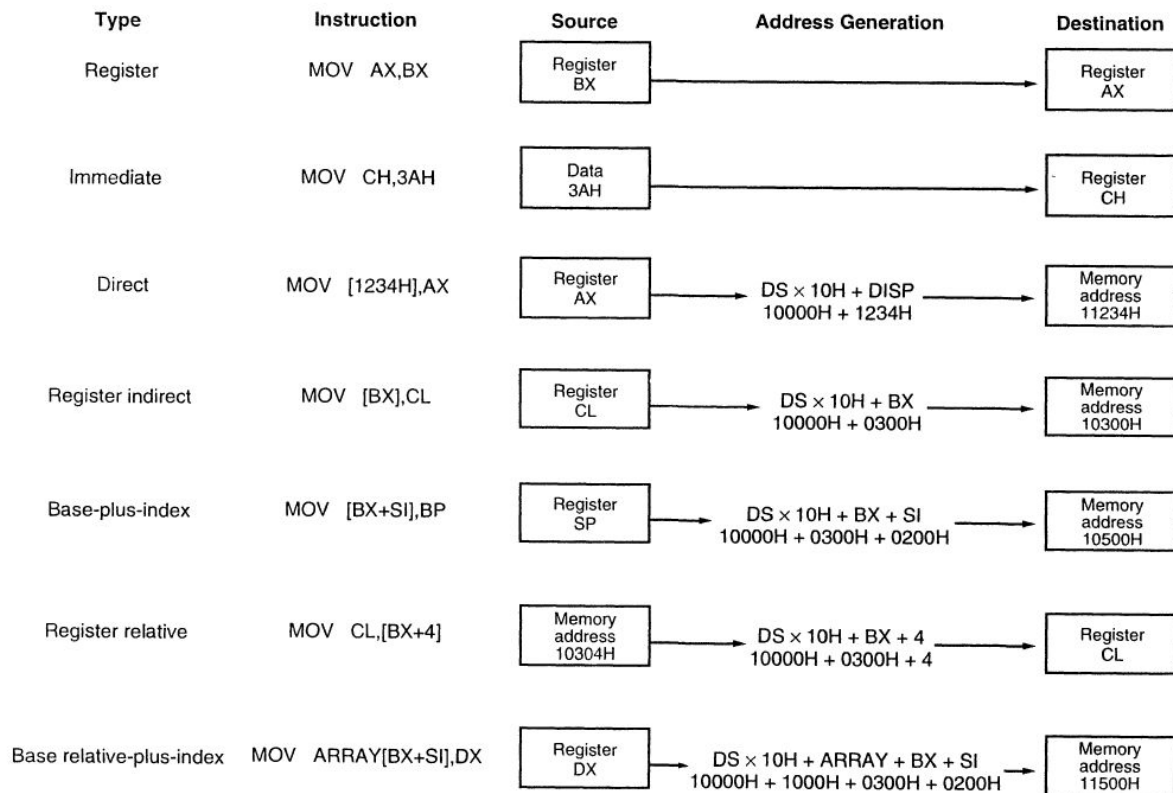 Type Instruction Source Address Generation Destination
Register MOV AX,BX Register
BX Register
AX
Immediate MOV CH,3AH Data
3AH Register
CH
Direct MOV [1234H],AX Register
AX DS × 10H + DISP
10000H + 1234H Memory
address
11234H
Register indirect MOV [BX],CL Register
CL DS × 10H + BX
10000H + 0300H Memory
address
10300H
Base-plus-index MOV [BX+SI],BP Register
SP DS × 10H + BX + SI
10000H + 0300H + 0200H Memory
address
10500H
Register relative MOV CL,[BX+4] Memory
address
10304H DS × 10H + BX + 4
10000H + 0300H + 4 Register
CL
Base relative-plus-index MOV ARRAY[BX+SI],DX Register
DX DS × 10H + ARRAY + BX + SI
10000H + 1000H + 0300H + 0200H Memory
address
11500H